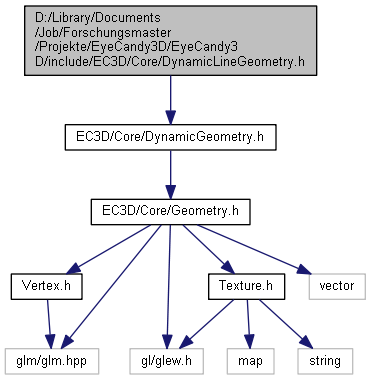 D:/Library/Documents
/Job/Forschungsmaster
/Projekte/EyeCandy3D/EyeCandy3
D/include/EC3D/Core/DynamicLineGeometry.h
EC3D/Core/DynamicGeometry.h
EC3D/Core/Geometry.h
Vertex.h
Texture.h
vector
glm/glm.hpp
gl/glew.h
map
string